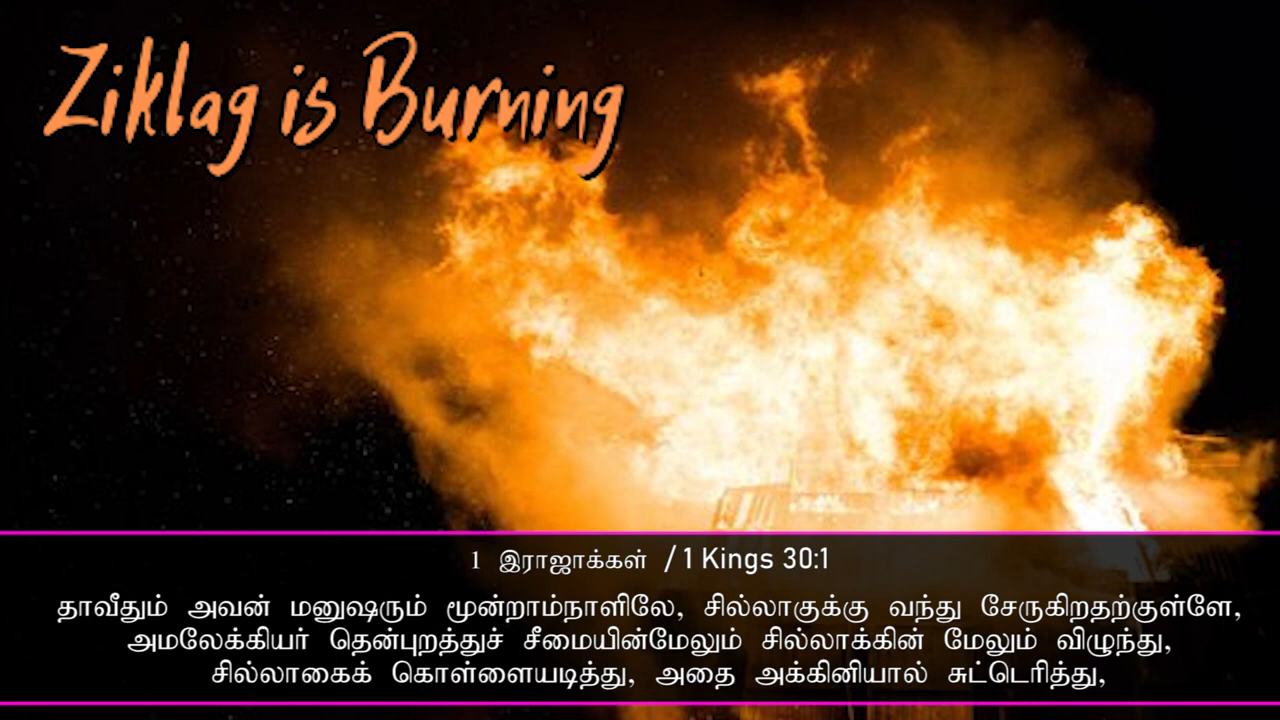 Ziklag is Burning
1 இராஜாக்கள் / 1 Kings 30:1
தாவீதும் அவன் மனுஷரும் மூன்றாம்நாளிலே, சில்லாகுக்கு வந்து சேருகிறதற்குள்ளே,
அமலேக்கியர் தென்புறத்துச் சீமையின்மேலும் சில்லாக்கின் மேலும் விழுந்து,
சில்லாகைக் கொள்ளையடித்து, அதை அக்கினியால் சுட்டெரித்து,